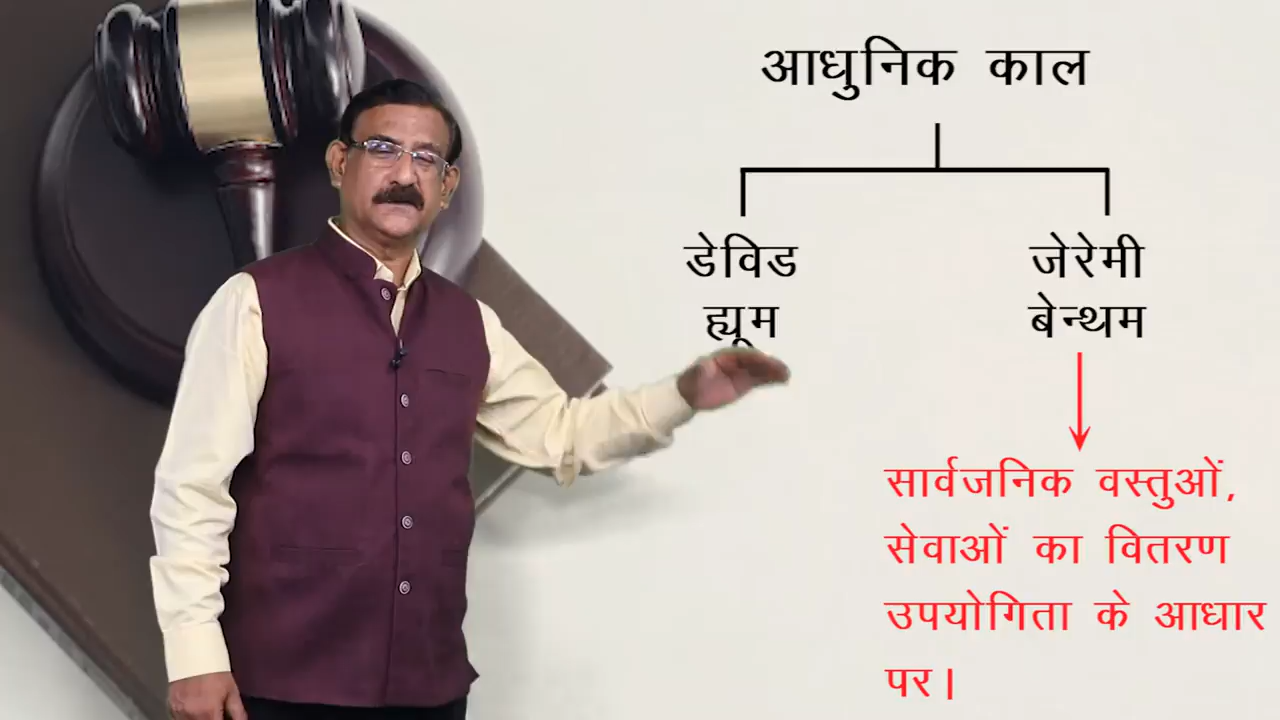 आधुनिक काल
डेविड
ह्यूम
जेरेमी
बेन्थम
सार्वजनिक वस्तुओं,
सेवाओं का वितरण
उपयोगिता के आधार
पर।